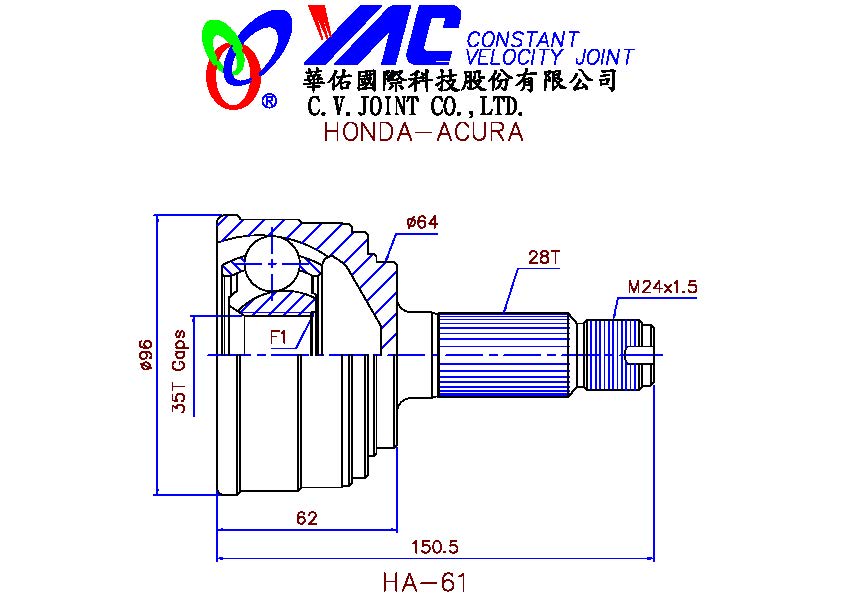 YAC CONSTANT
VELOCITY JOINT
®
華佑國際科技股份有限公司
C.V.JOINT CO.,LTD.
HONDA-ACURA
ø64
28T
M24x1.5
F1
ø96
35T Gaps
62
150.5
HA-61